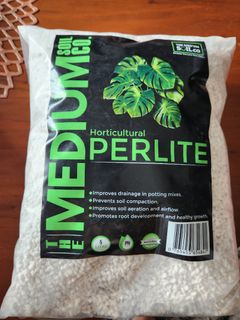 THE MEDIUM SOIL CO.
Horticultural
PERLITE
•Improves drainage in potting mixes.
•Prevents soil compaction.
•Improves soil aeration and airflow.
•Promotes root development and healthy growth.
5